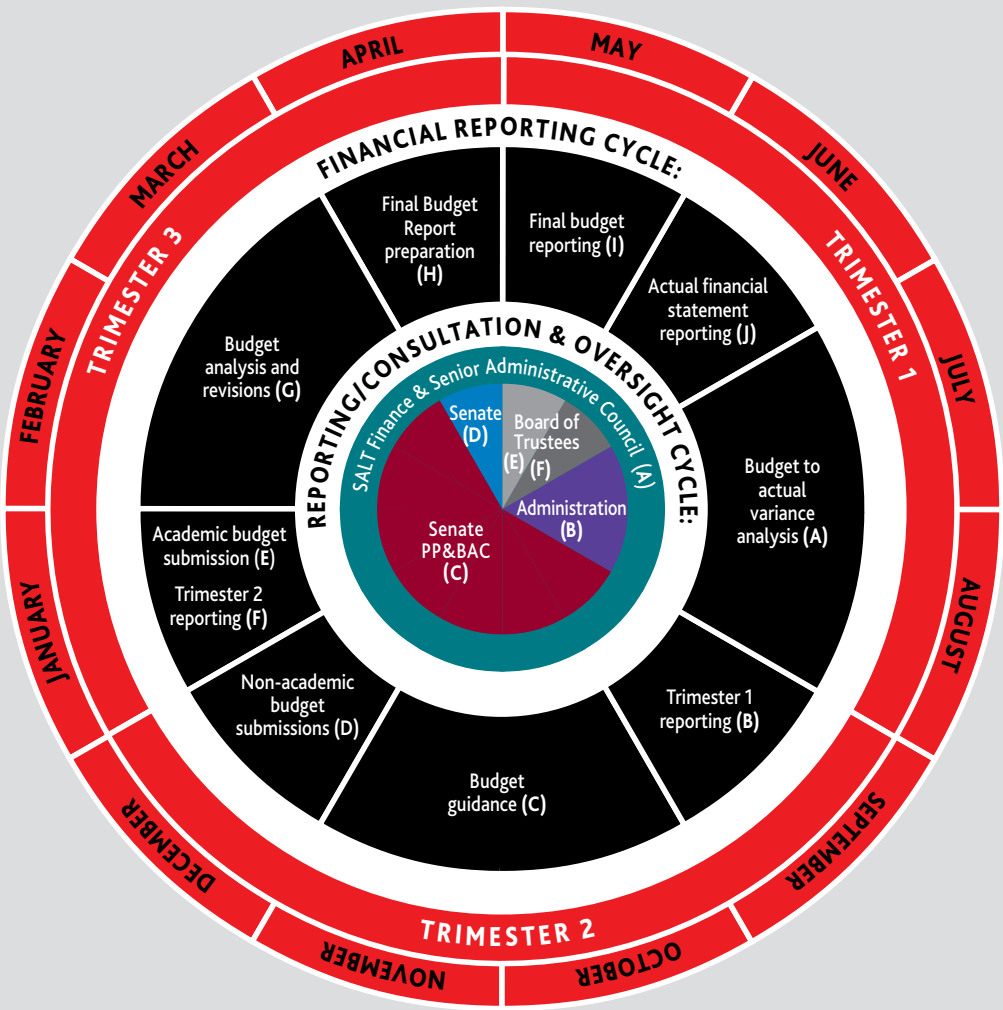 APRIL
MAY
JUNE
JULY
AUGUST
SEPTEMBER
OCTOBER
NOVEMBER
DECEMBER
JANUARY
FEBRUARY
MARCH
TRIMESTER 1
TRIMESTER 2
TRIMESTER 3
FINANCIAL REPORTING CYCLE:
Final Budget
Report
preparation
(H)
Final budget
reporting (I)
Actual financial
statement
reporting (J)
Budget to
actual
variance
analysis (A)
Trimester 1
reporting (B)
Budget
guidance (C)
Non-academic
budget
submissions (D)
Academic budget
submission (E)
Trimester 2
reporting (F)
Budget
analysis and
revisions (G)
REPORTING/CONSULTATION & OVERSIGHT CYCLE:
SALT Finance & Senior Administrative Council (A)
Senate
(D)
Board of
Trustees
(E) (F)
Administration
(B)
Senate
PP&BAC
(C)